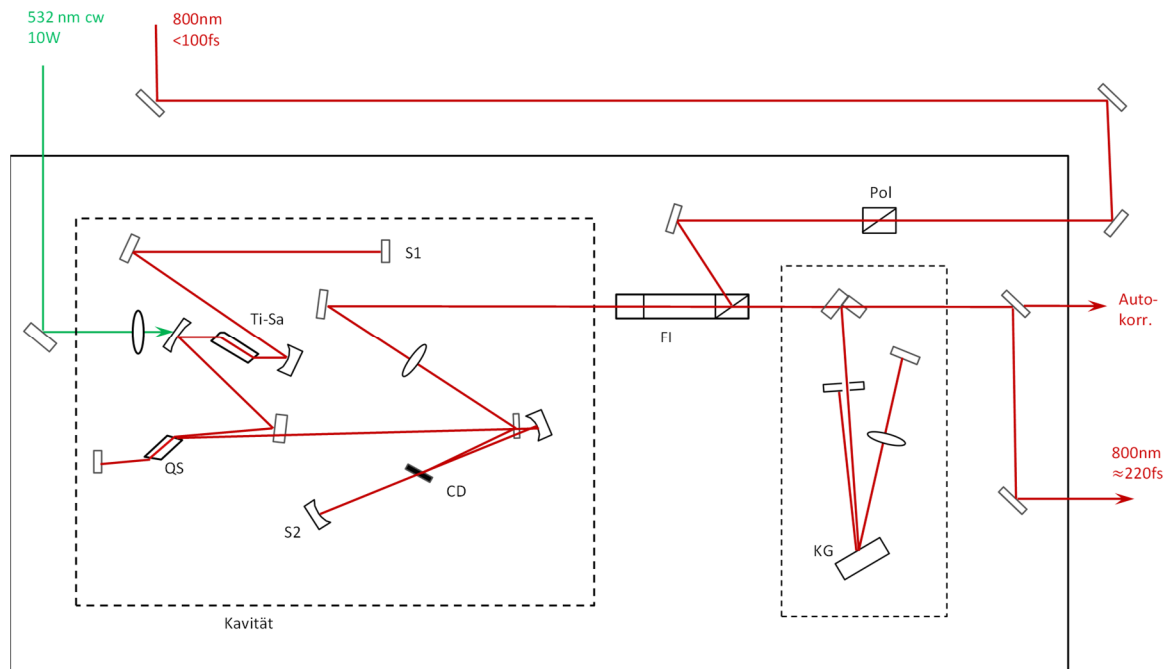 532 nm cw
10W
800nm
<100fs
Pol
S1
Ti-Sa
FI
Auto-
korr.
QS
CD
S2
KG
800nm
≈220fs
Kavität